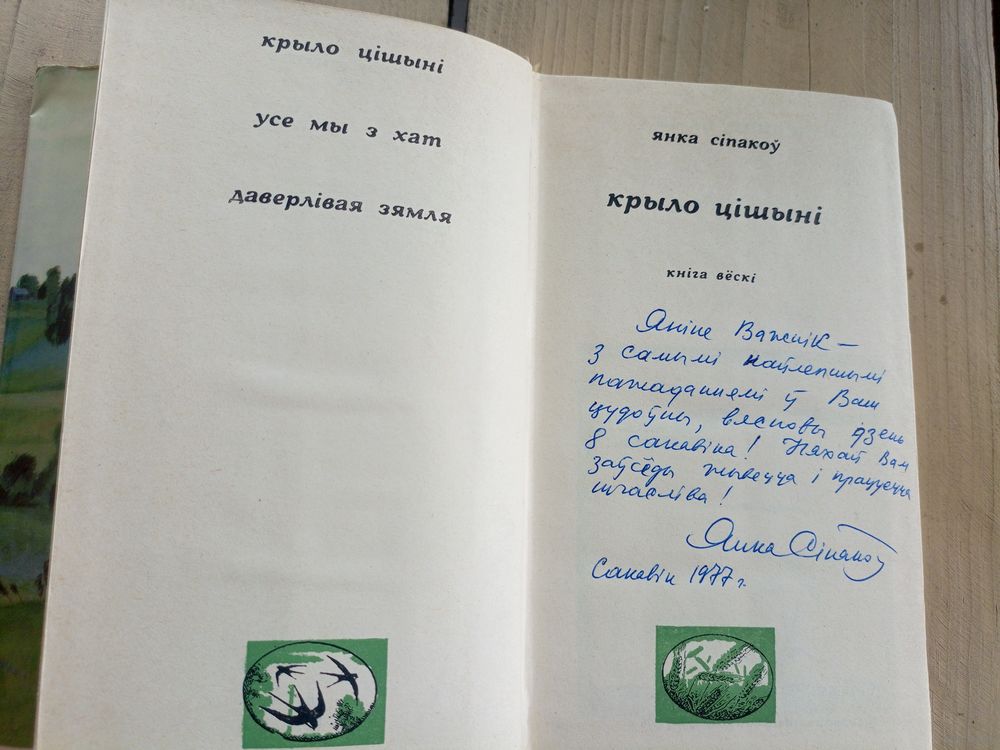 крыло цішыні
усе мы з хат
даверлівая зямля
янка сіпакоў
крыло цішыні
кніга вёскі
Яніне Важнік —
з самымі найлепшымі
пажаданнямі ў Ваш
цудоўны, вясновы дзень
8 сакавіка! Няхай Вам
заўсёды жывецца і працуецца
шчасліва!
Янка Сіпакоў
Сакавік 1977 г.